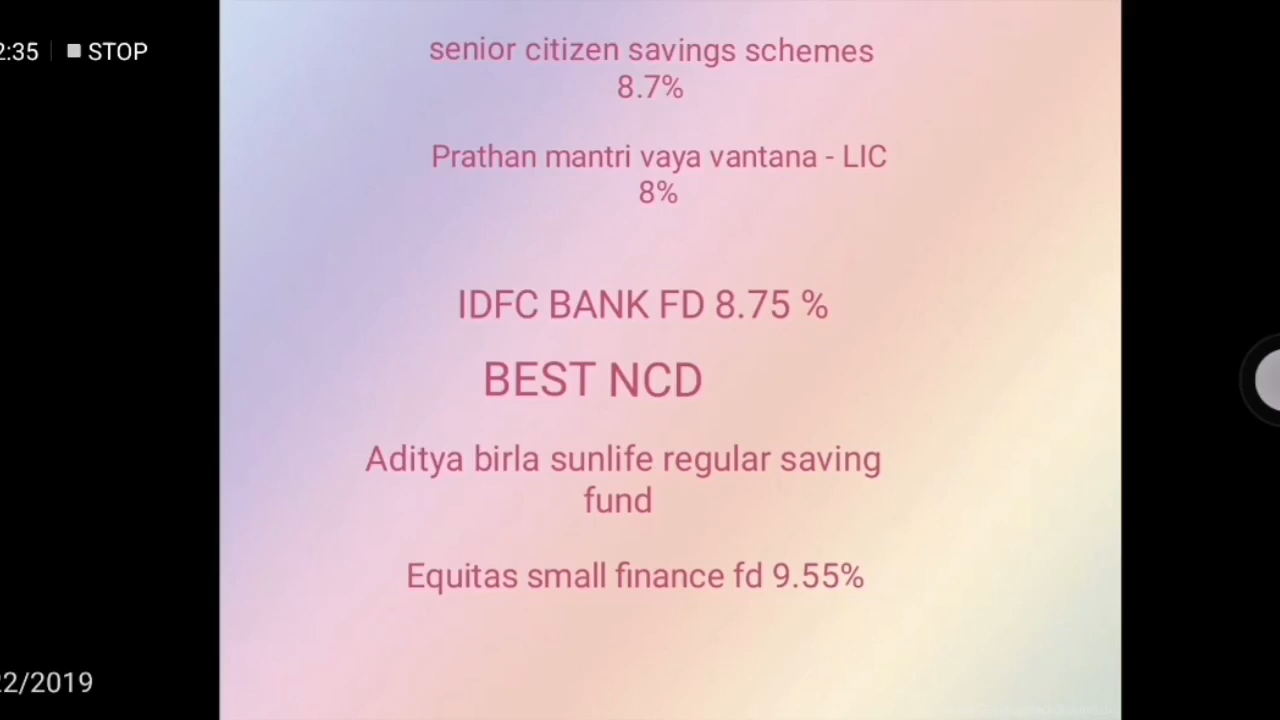 2:35 STOP
senior citizen savings schemes
8.7%
Prathan mantri vaya vantana - LIC
8%
IDFC BANK FD 8.75 %
BEST NCD
Aditya birla sunlife regular saving
fund
Equitas small finance fd 9.55%
22/2019